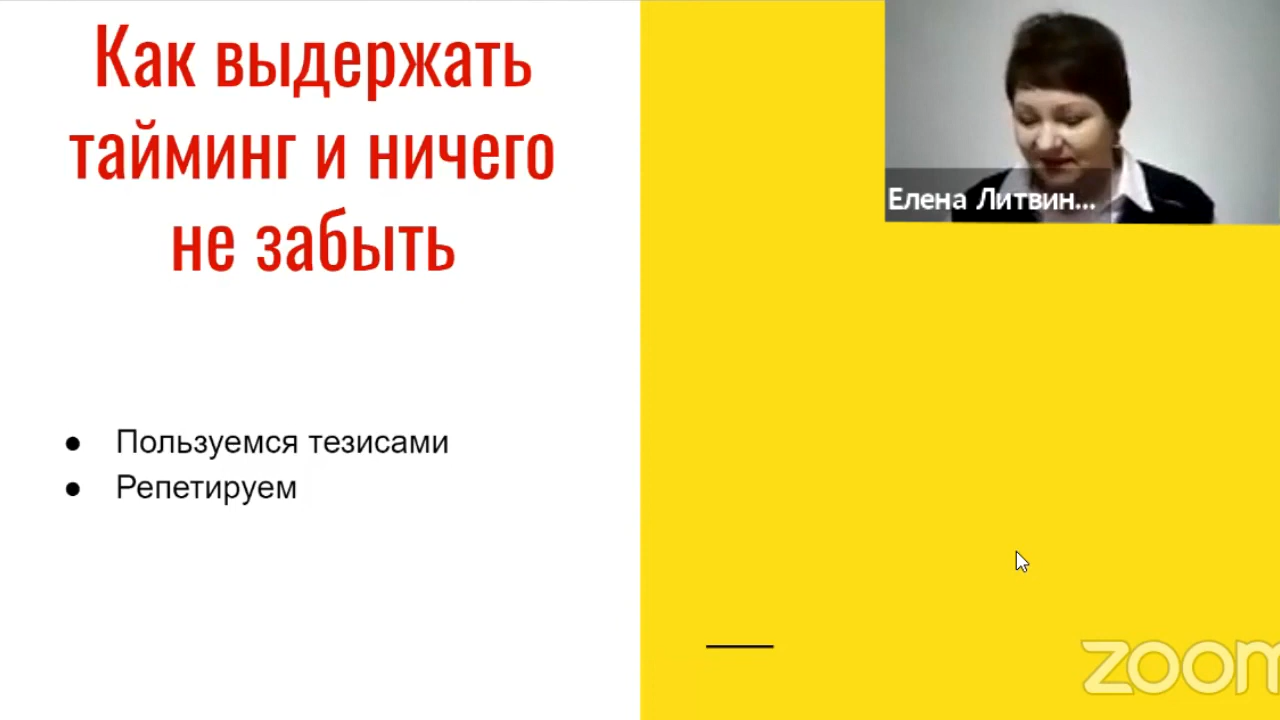 Как выдержать
тайминг и ничего
не забыть
● Пользуемся тезисами
● Репетируем
Елена Литвин...
zoom